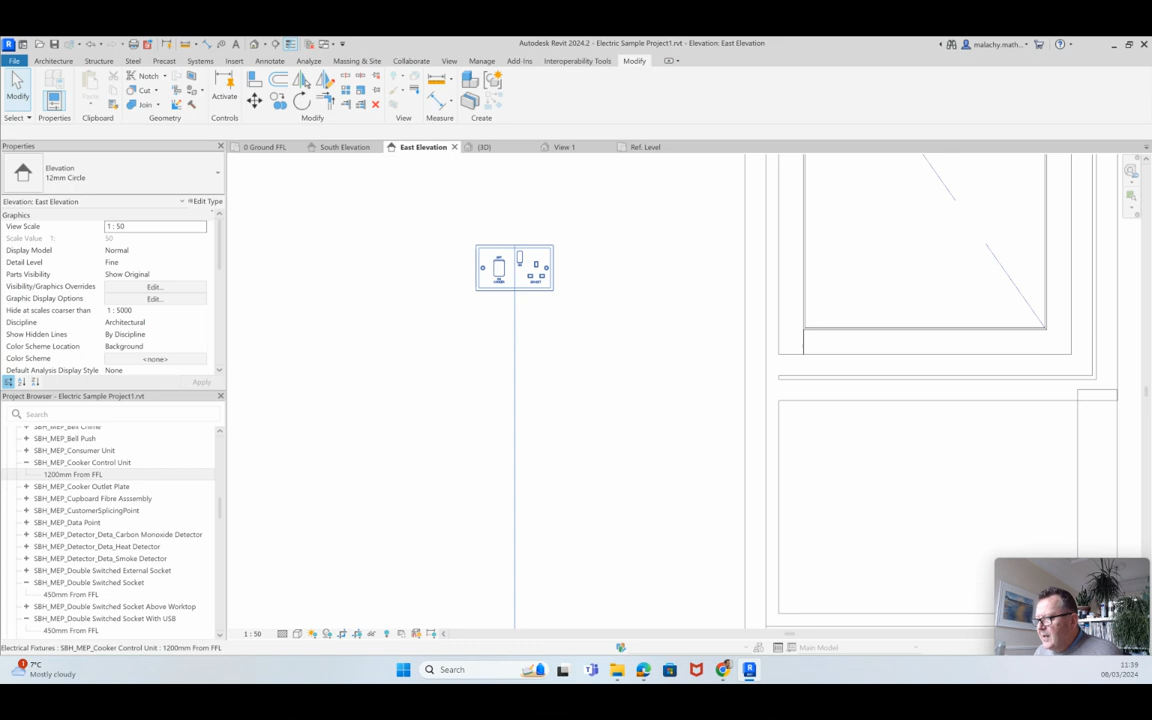 Autodesk Revit 2024.2 - Electric Sample Project1.rvt - Elevation: East Elevation
malachy.math...
File Architecture Structure Steel Precast Systems Insert Annotate Analyze Massing & Site Collaborate View Manage Add-Ins Interoperability Tools Modify
Modify Properties Paste Notch Cut Join Activate
Select Properties Clipboard Geometry Controls Modify View Measure Create
Properties
Elevation
12mm Circle
Elevation: East Elevation
Edit Type
Graphics
View Scale 1 : 50
Scale Value 1: 50
Display Model Normal
Detail Level Fine
Parts Visibility Show Original
Visibility/Graphics Overrides Edit...
Graphic Display Options Edit...
Hide at scales coarser than 1 : 5000
Discipline Architectural
Show Hidden Lines By Discipline
Color Scheme Location Background
Color Scheme <none>
Default Analysis Display Style None
Apply
Project Browser - Electric Sample Project1.rvt
Search
SBH_MEP_Bell Chime
SBH_MEP_Bell Push
SBH_MEP_Consumer Unit
SBH_MEP_Cooker Control Unit
1200mm From FFL
SBH_MEP_Cooker Outlet Plate
SBH_MEP_Cupboard Fibre Asssembly
SBH_MEP_CustomerSplicingPoint
SBH_MEP_Data Point
SBH_MEP_Detector_Deta_Carbon Monoxide Detector
SBH_MEP_Detector_Deta_Heat Detector
SBH_MEP_Detector_Deta_Smoke Detector
SBH_MEP_Double Switched External Socket
SBH_MEP_Double Switched Socket
450mm From FFL
SBH_MEP_Double Switched Socket Above Worktop
SBH_MEP_Double Switched Socket With USB
450mm From FFL
0 Ground FFL South Elevation East Elevation (3D) View 1 Ref. Level
1 : 50
Electrical Fixtures : SBH_MEP_Cooker Control Unit : 1200mm From FFL
Main Model
7°C
Mostly cloudy
Search
11:39
08/03/2024